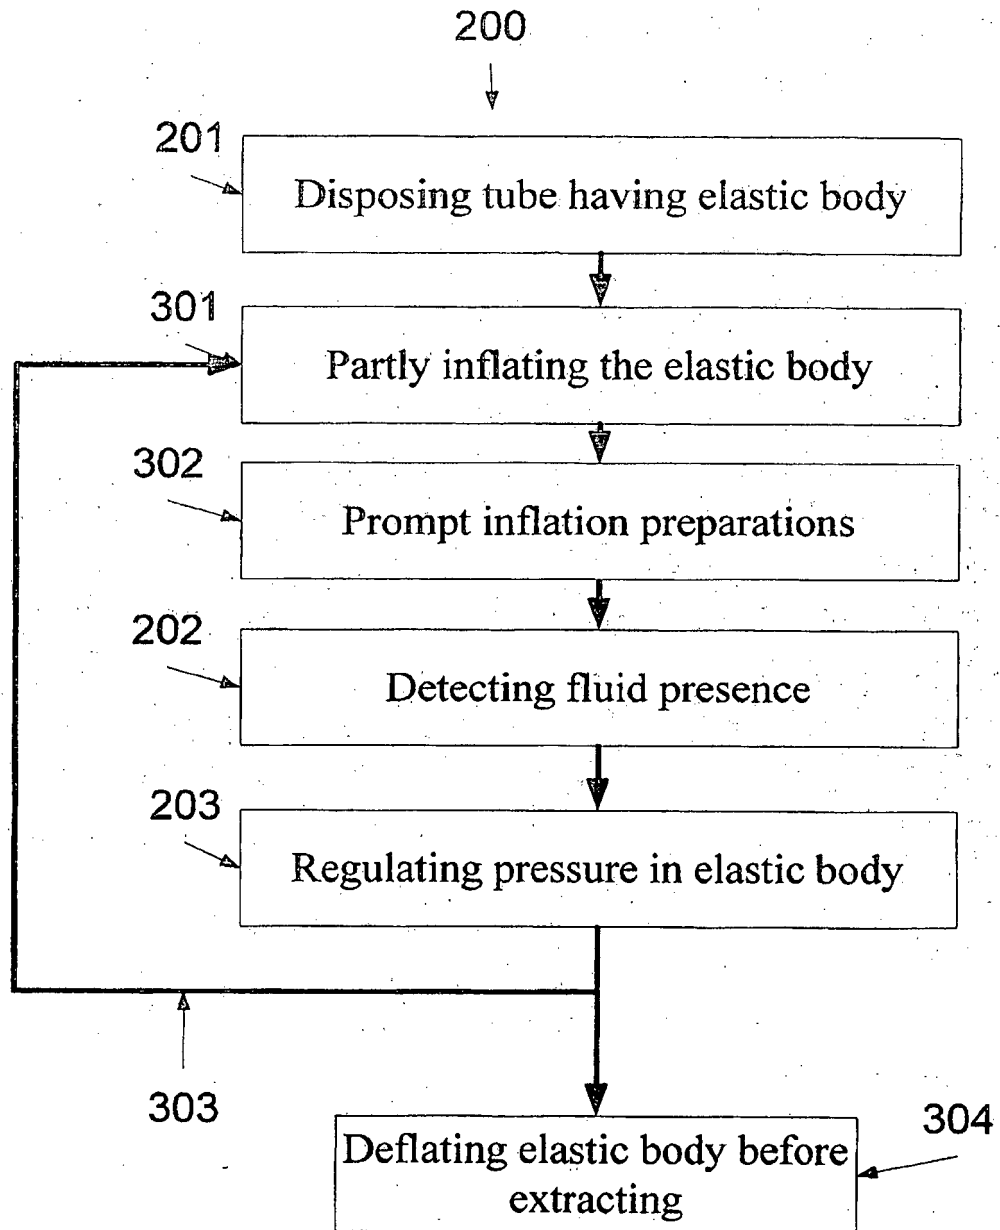 200
201
Disposing tube having elastic body
301
Partly inflating the elastic body
302
Prompt inflation preparations
202
Detecting fluid presence
203
Regulating pressure in elastic body
303
304
Deflating elastic body before
extracting